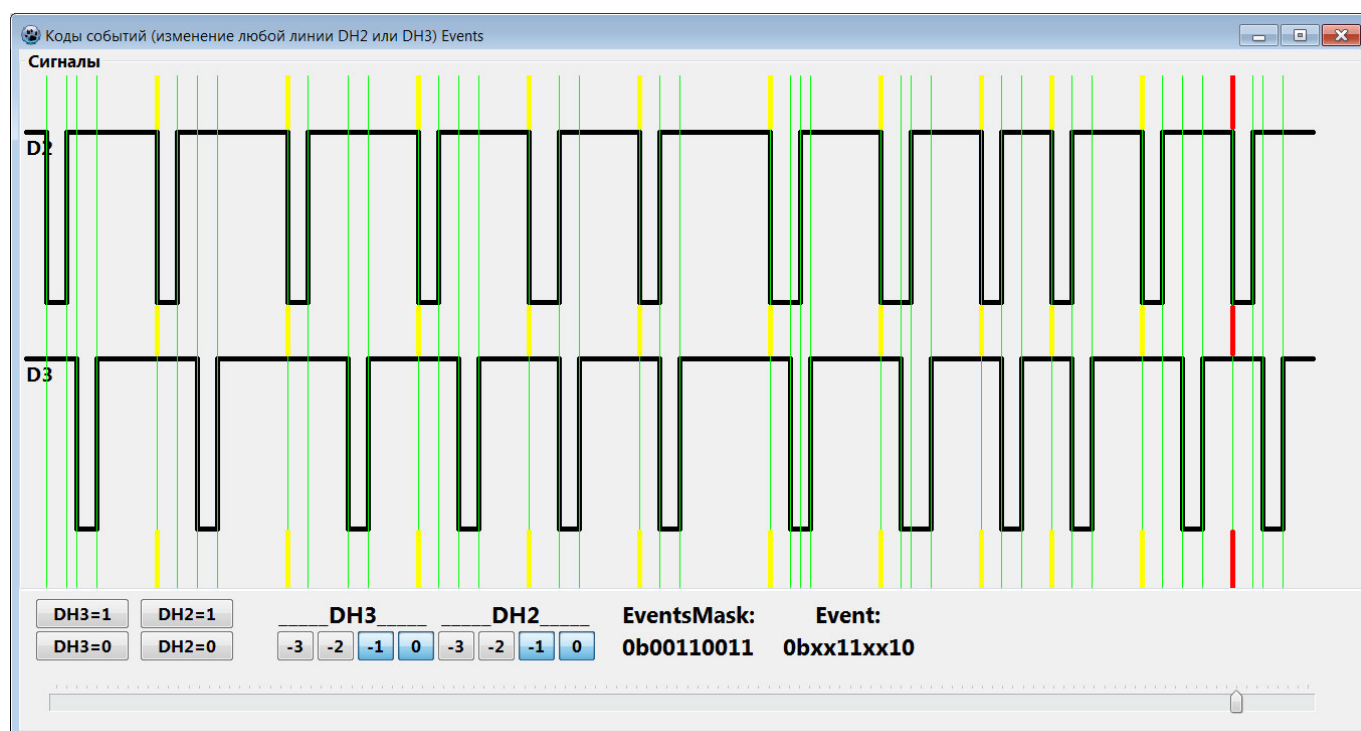 Коды событий (изменение любой линии DH2 или DH3) Events
Сигналы
D2
D3
DH3=1 DH2=1 _____DH3_____ _____DH2_____ EventsMask: Event:
DH3=0 DH2=0 -3 -2 -1 0 -3 -2 -1 0 0b00110011 0bxx11xx10